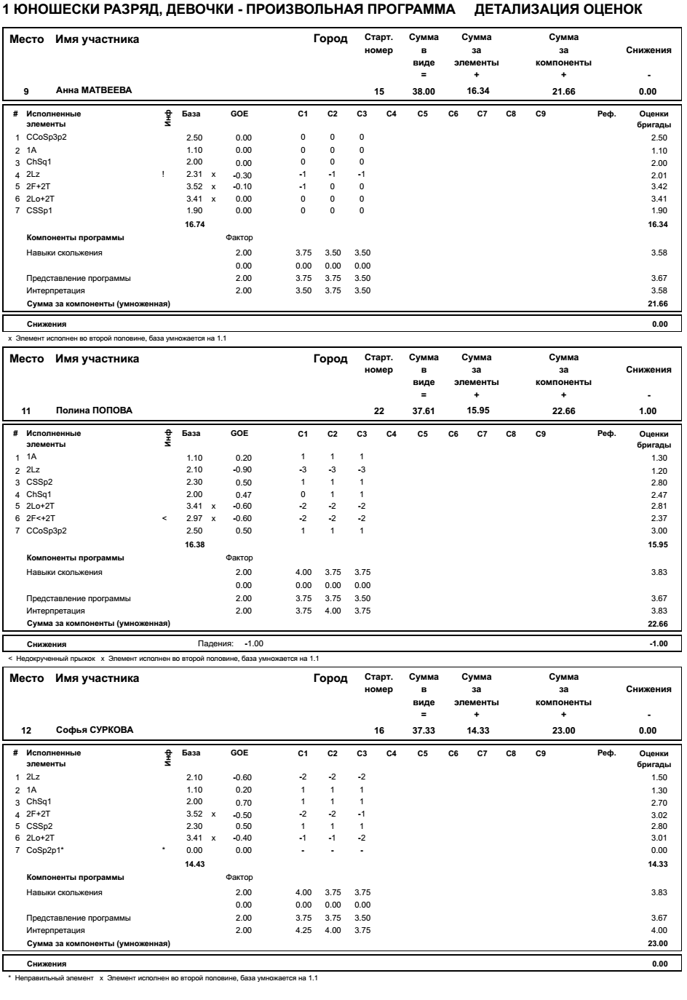 1 ЮНОШЕСКИ РАЗРЯД, ДЕВОЧКИ - ПРОИЗВОЛЬНАЯ ПРОГРАММА ДЕТАЛИЗАЦИЯ ОЦЕНОК
Место Имя участника Город Старт. номер Сумма в виде = Сумма за элементы + Сумма за компоненты + Снижения -
9 Анна МАТВЕЕВА 15 38.00 16.34 21.66 0.00
# Исполненные элементы Инф База GOE C1 C2 C3 C4 C5 C6 C7 C8 C9 Реф. Оценки бригады
1 CCoSp3p2 2.50 0.00 0 0 0 2.50
2 1A 1.10 0.00 0 0 0 1.10
3 ChSq1 2.00 0.00 0 0 0 2.00
4 2Lz ! 2.31 x -0.30 -1 -1 -1 2.01
5 2F+2T 3.52 x -0.10 -1 0 0 3.42
6 2Lo+2T 3.41 x 0.00 0 0 0 3.41
7 CSSp1 1.90 0.00 0 0 0 1.90
16.74 16.34
Компоненты программы Фактор
Навыки скольжения 2.00 3.75 3.50 3.50 3.58
0.00 0.00 0.00 0.00
Представление программы 2.00 3.75 3.75 3.50 3.67
Интерпретация 2.00 3.50 3.75 3.50 3.58
Сумма за компоненты (умноженная) 21.66
Снижения 0.00
x Элемент исполнен во второй половине, база умножается на 1.1
Место Имя участника Город Старт. номер Сумма в виде = Сумма за элементы + Сумма за компоненты + Снижения -
11 Полина ПОПОВА 22 37.61 15.95 22.66 1.00
# Исполненные элементы Инф База GOE C1 C2 C3 C4 C5 C6 C7 C8 C9 Реф. Оценки бригады
1 1A 1.10 0.20 1 1 1 1.30
2 2Lz 2.10 -0.90 -3 -3 -3 1.20
3 CSSp2 2.30 0.50 1 1 1 2.80
4 ChSq1 2.00 0.47 0 1 1 2.47
5 2Lo+2T 3.41 x -0.60 -2 -2 -2 2.81
6 2F<+2T < 2.97 x -0.60 -2 -2 -2 2.37
7 CCoSp3p2 2.50 0.50 1 1 1 3.00
16.38 15.95
Компоненты программы Фактор
Навыки скольжения 2.00 4.00 3.75 3.75 3.83
0.00 0.00 0.00 0.00
Представление программы 2.00 3.75 3.75 3.50 3.67
Интерпретация 2.00 3.75 4.00 3.75 3.83
Сумма за компоненты (умноженная) 22.66
Снижения Падения: -1.00 -1.00
< Недокрученный прыжок x Элемент исполнен во второй половине, база умножается на 1.1
Место Имя участника Город Старт. номер Сумма в виде = Сумма за элементы + Сумма за компоненты + Снижения -
12 Софья СУРКОВА 16 37.33 14.33 23.00 0.00
# Исполненные элементы Инф База GOE C1 C2 C3 C4 C5 C6 C7 C8 C9 Реф. Оценки бригады
1 2Lz 2.10 -0.60 -2 -2 -2 1.50
2 1A 1.10 0.20 1 1 1 1.30
3 ChSq1 2.00 0.70 1 1 1 2.70
4 2F+2T 3.52 x -0.50 -2 -2 -1 3.02
5 CSSp2 2.30 0.50 1 1 1 2.80
6 2Lo+2T 3.41 x -0.40 -1 -1 -2 3.01
7 CoSp2p1* * 0.00 0.00 - - - 0.00
14.43 14.33
Компоненты программы Фактор
Навыки скольжения 2.00 4.00 3.75 3.75 3.83
0.00 0.00 0.00 0.00
Представление программы 2.00 3.75 3.75 3.50 3.67
Интерпретация 2.00 4.25 4.00 3.75 4.00
Сумма за компоненты (умноженная) 23.00
Снижения 0.00
* Неправильный элемент x Элемент исполнен во второй половине, база умножается на 1.1